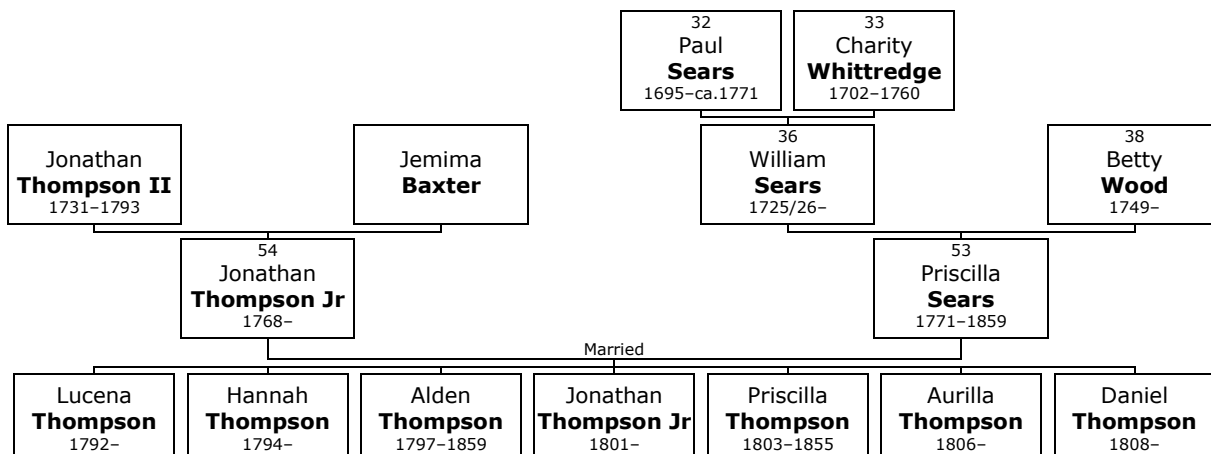 32
Paul
Sears
1695–ca.1771
33
Charity
Whittredge
1702–1760
Jonathan
Thompson II
1731–1793
Jemima
Baxter
36
William
Sears
1725/26–
38
Betty
Wood
1749–
54
Jonathan
Thompson Jr
1768–
53
Priscilla
Sears
1771–1859
Married
Lucena
Thompson
1792–
Hannah
Thompson
1794–
Alden
Thompson
1797–1859
Jonathan
Thompson Jr
1801–
Priscilla
Thompson
1803–1855
Aurilla
Thompson
1806–
Daniel
Thompson
1808–